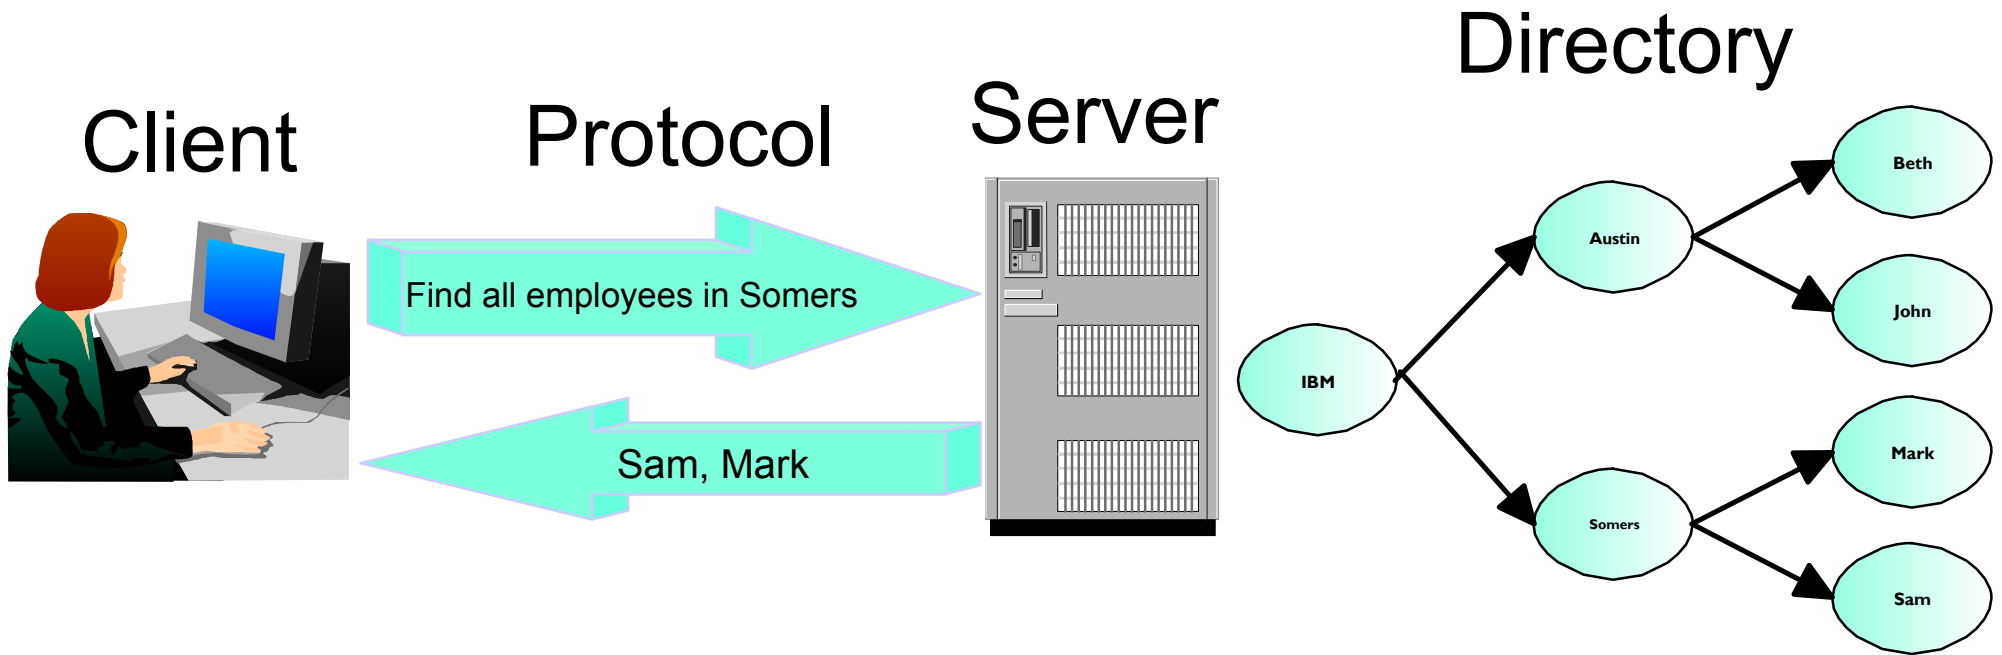 Client
Protocol
Server
Directory
Find all employees in Somers
Sam, Mark
IBM
Austin
Somers
Beth
John
Mark
Sam